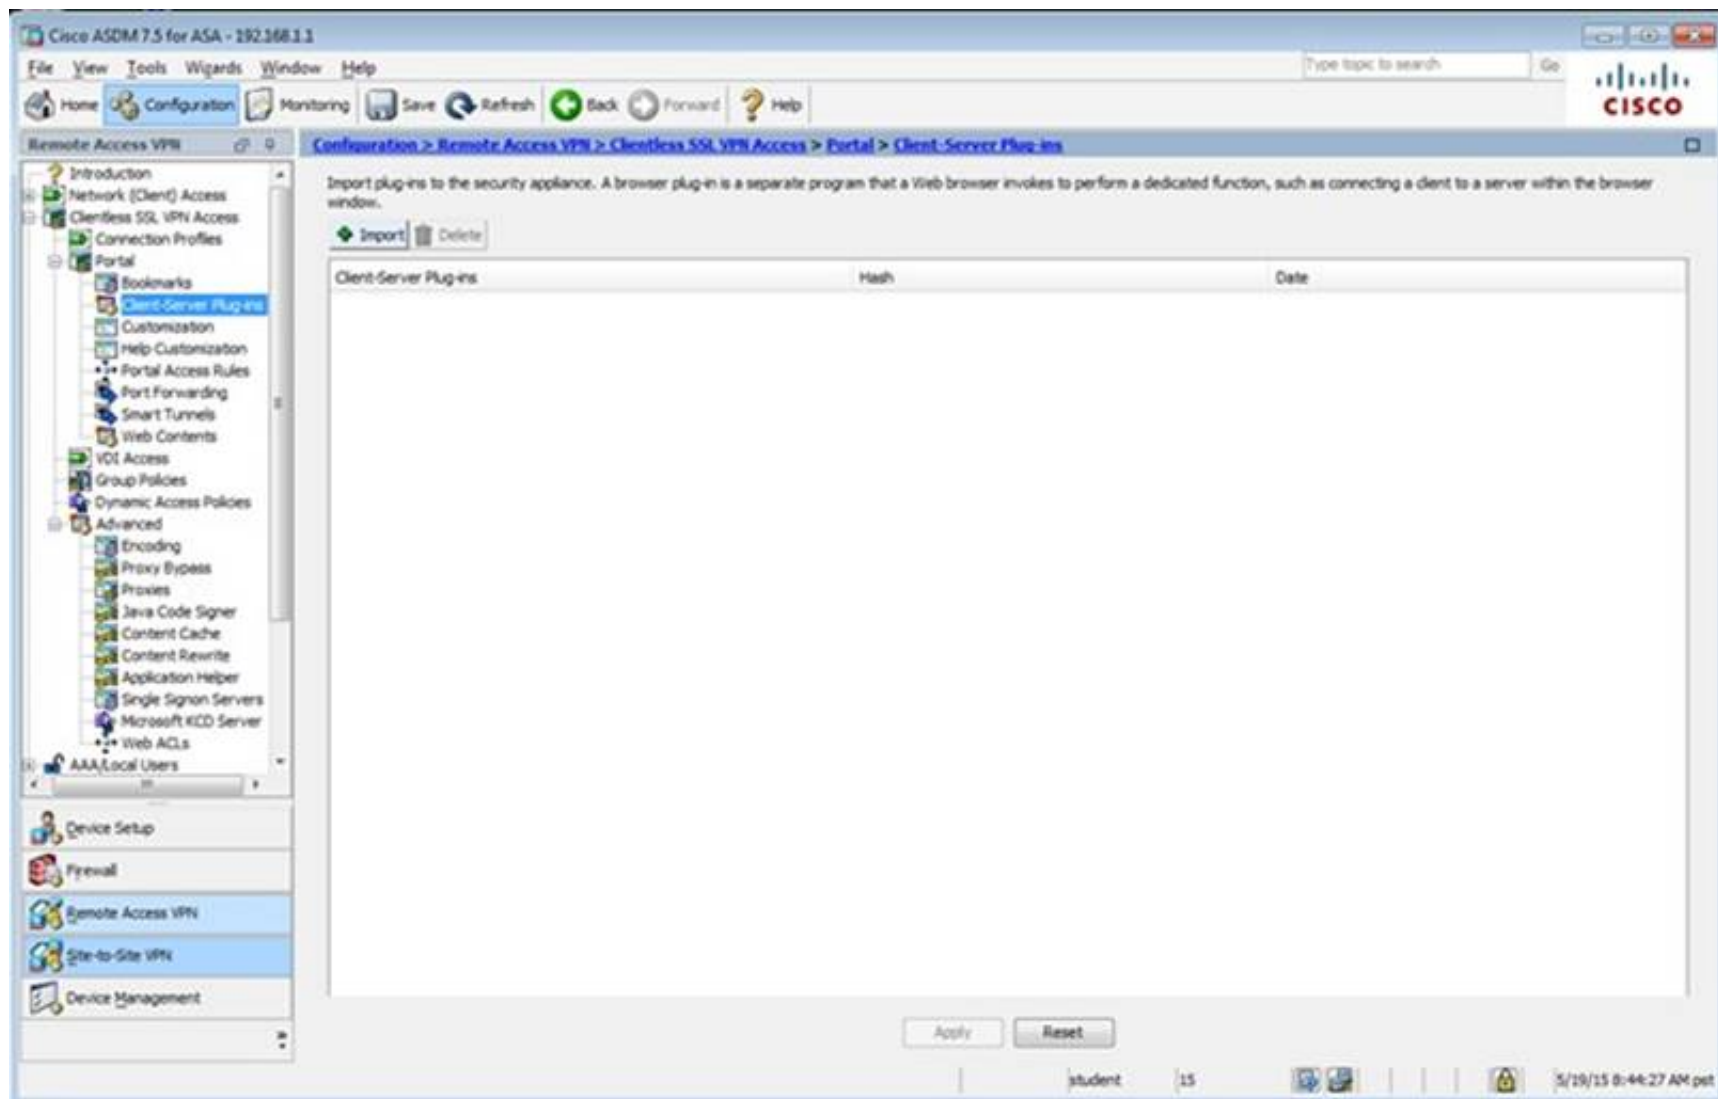 Cisco ASDM 7.5 for ASA - 192.168.1.1
File View Tools Wizards Window Help
Type topic to search Go
Home Configuration Monitoring Save Refresh Back Forward Help
CISCO
Remote Access VPN
Configuration > Remote Access VPN > Clientless SSL VPN Access > Portal > Client-Server Plug-ins
Introduction
Network (Client) Access
Clientless SSL VPN Access
Connection Profiles
Portal
Bookmarks
Client-Server Plug-ins
Customization
Help Customization
Portal Access Rules
Port Forwarding
Smart Tunnels
Web Contents
VDI Access
Group Policies
Dynamic Access Policies
Advanced
Encoding
Proxy Bypass
Proxies
Java Code Signer
Content Cache
Content Rewrite
Application Helper
Single Signon Servers
Microsoft KCD Server
Web ACLs
AAA/Local Users
Device Setup
Firewall
Remote Access VPN
Site-to-Site VPN
Device Management
Import plug-ins to the security appliance. A browser plug-in is a separate program that a Web browser invokes to perform a dedicated function, such as connecting a client to a server within the browser
window.
Import Delete
Client-Server Plug-ins Hash Date
Apply Reset
student 15 5/19/15 8:44:27 AM pst